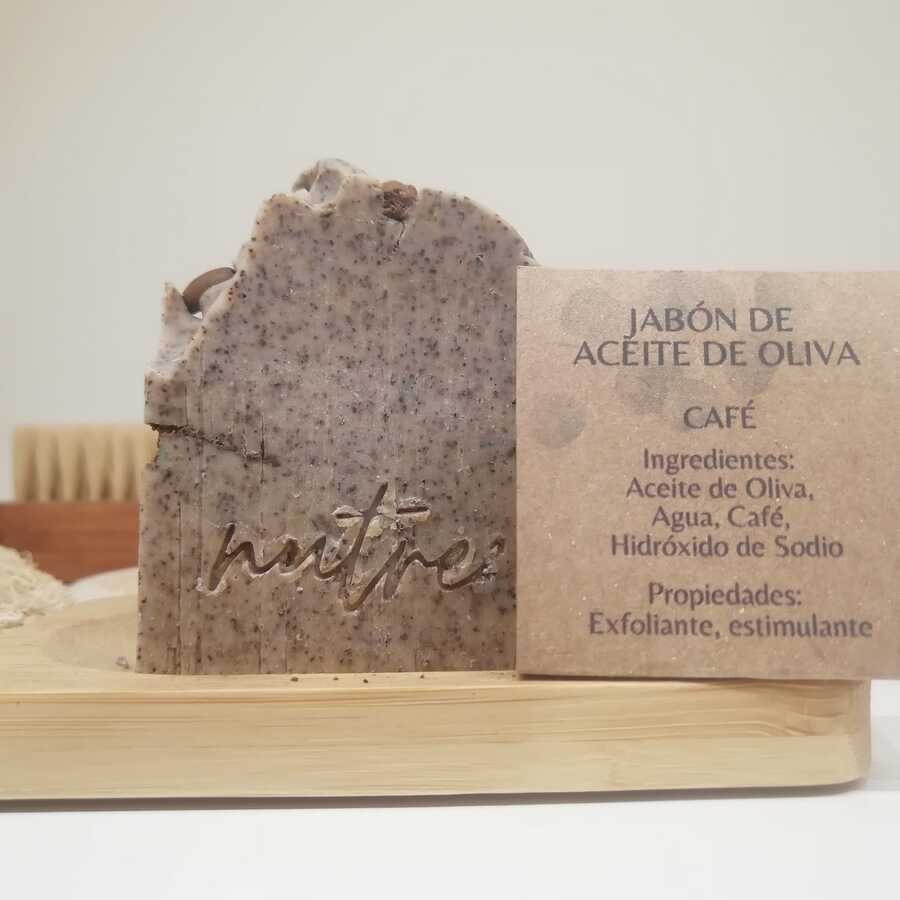 nutre
JABÓN DE
ACEITE DE OLIVA
CAFÉ
Ingredientes:
Aceite de Oliva,
Agua, Café,
Hidróxido de Sodio
Propiedades:
Exfoliante, estimulante